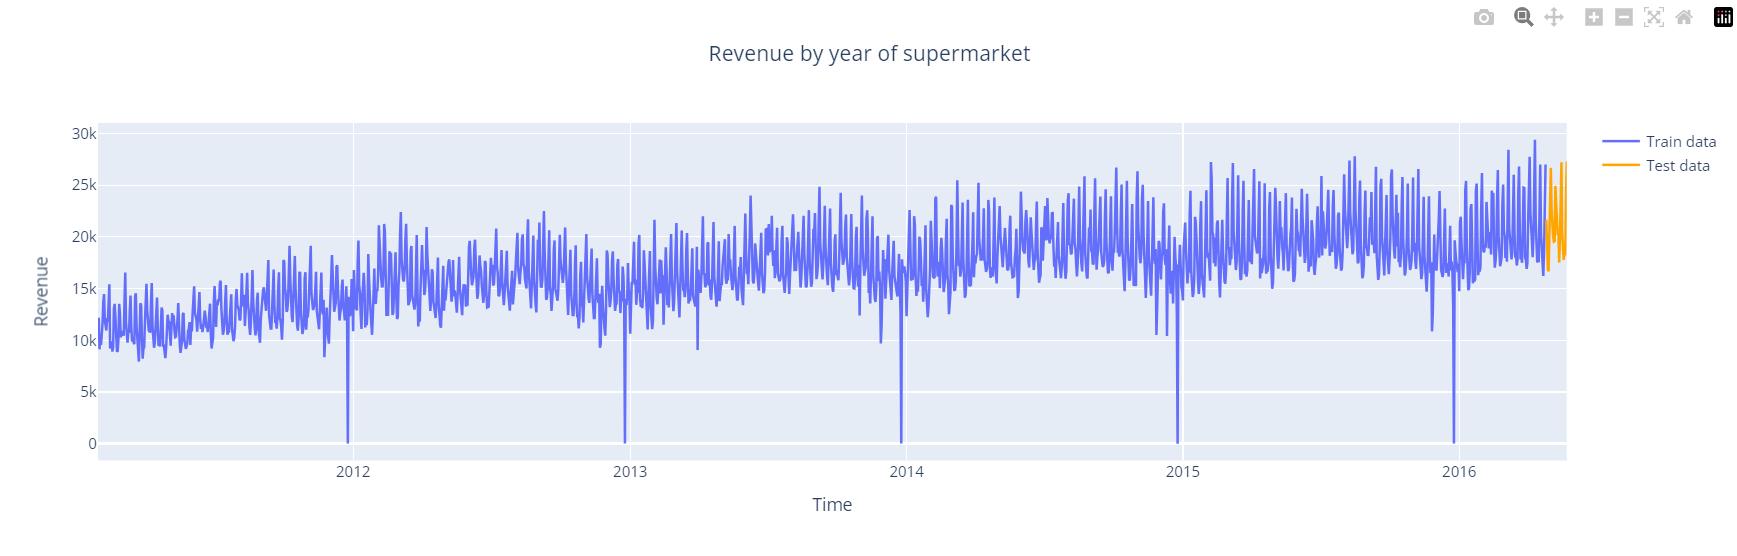 Revenue by year of supermarket
30k
25k
20k
15k
10k
5k
0
Revenue
2012
2013
2014
2015
2016
Time
Train data
Test data